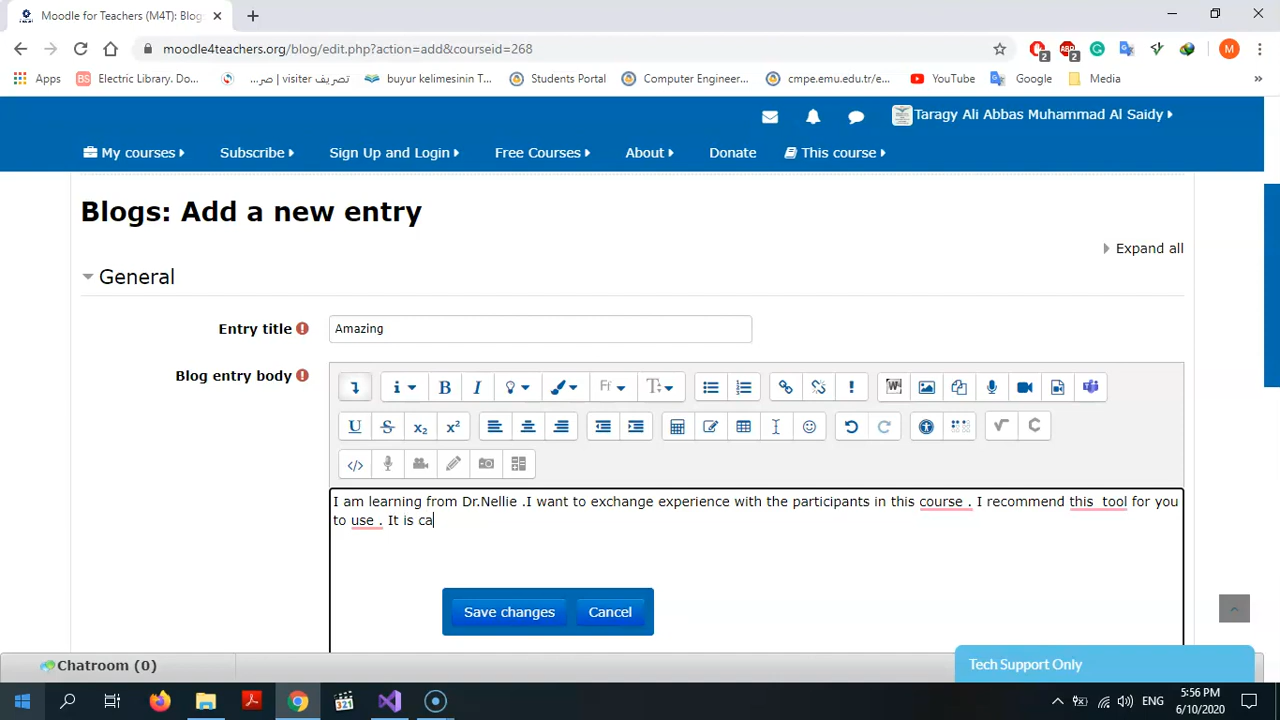 Moodle for Teachers (M4T): Blog
moodle4teachers.org/blog/edit.php?action=add&courseid=268
Apps
BS Electric Library. Do...
تصريف visiter | صر...
buyur kelimesinin T...
Students Portal
Computer Engineer...
cmpe.emu.edu.tr/e...
YouTube
Google
Media
»
Taragy Ali Abbas Muhammad Al Saidy
My courses
Subscribe
Sign Up and Login
Free Courses
About
Donate
This course
Blogs: Add a new entry
Expand all
General
Entry title
Amazing
Blog entry body
I am learning from Dr.Nellie .I want to exchange experience with the participants in this course . I recommend this  tool for you
to use . It is ca
Save changes
Cancel
Chatroom (0)
Tech Support Only
ENG
5:56 PM
6/10/2020